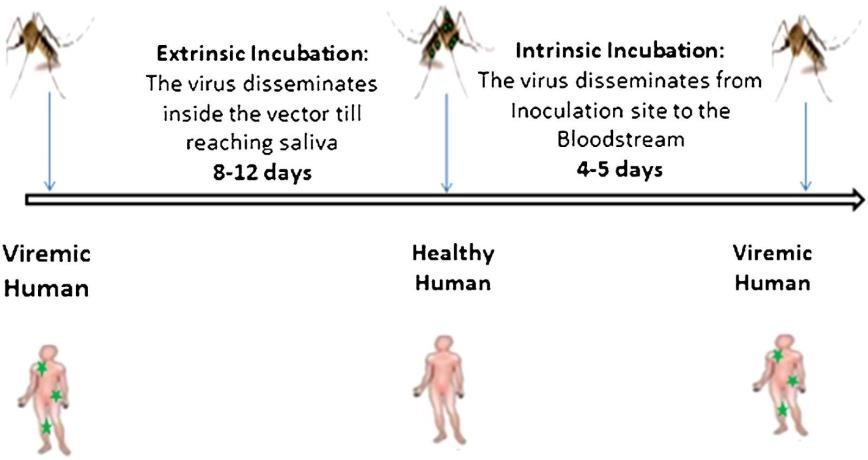 Extrinsic Incubation:
The virus disseminates
inside the vector till
reaching saliva
8-12 days
Intrinsic Incubation:
The virus disseminates from
Inoculation site to the
Bloodstream
4-5 days
Viremic
Human
Healthy
Human
Viremic
Human